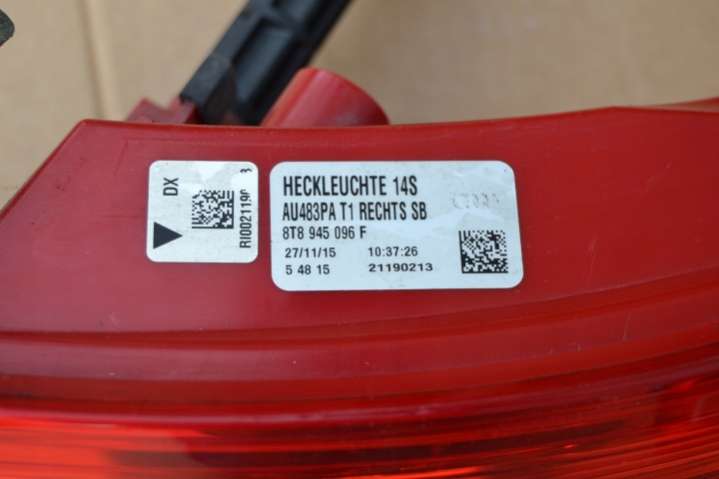 DX
HECKLEUCHTE 14S
AU483PA T1 RECHTS SB
8T8 945 096 F
27/11/15 10:37:26
5 48 15 21190213